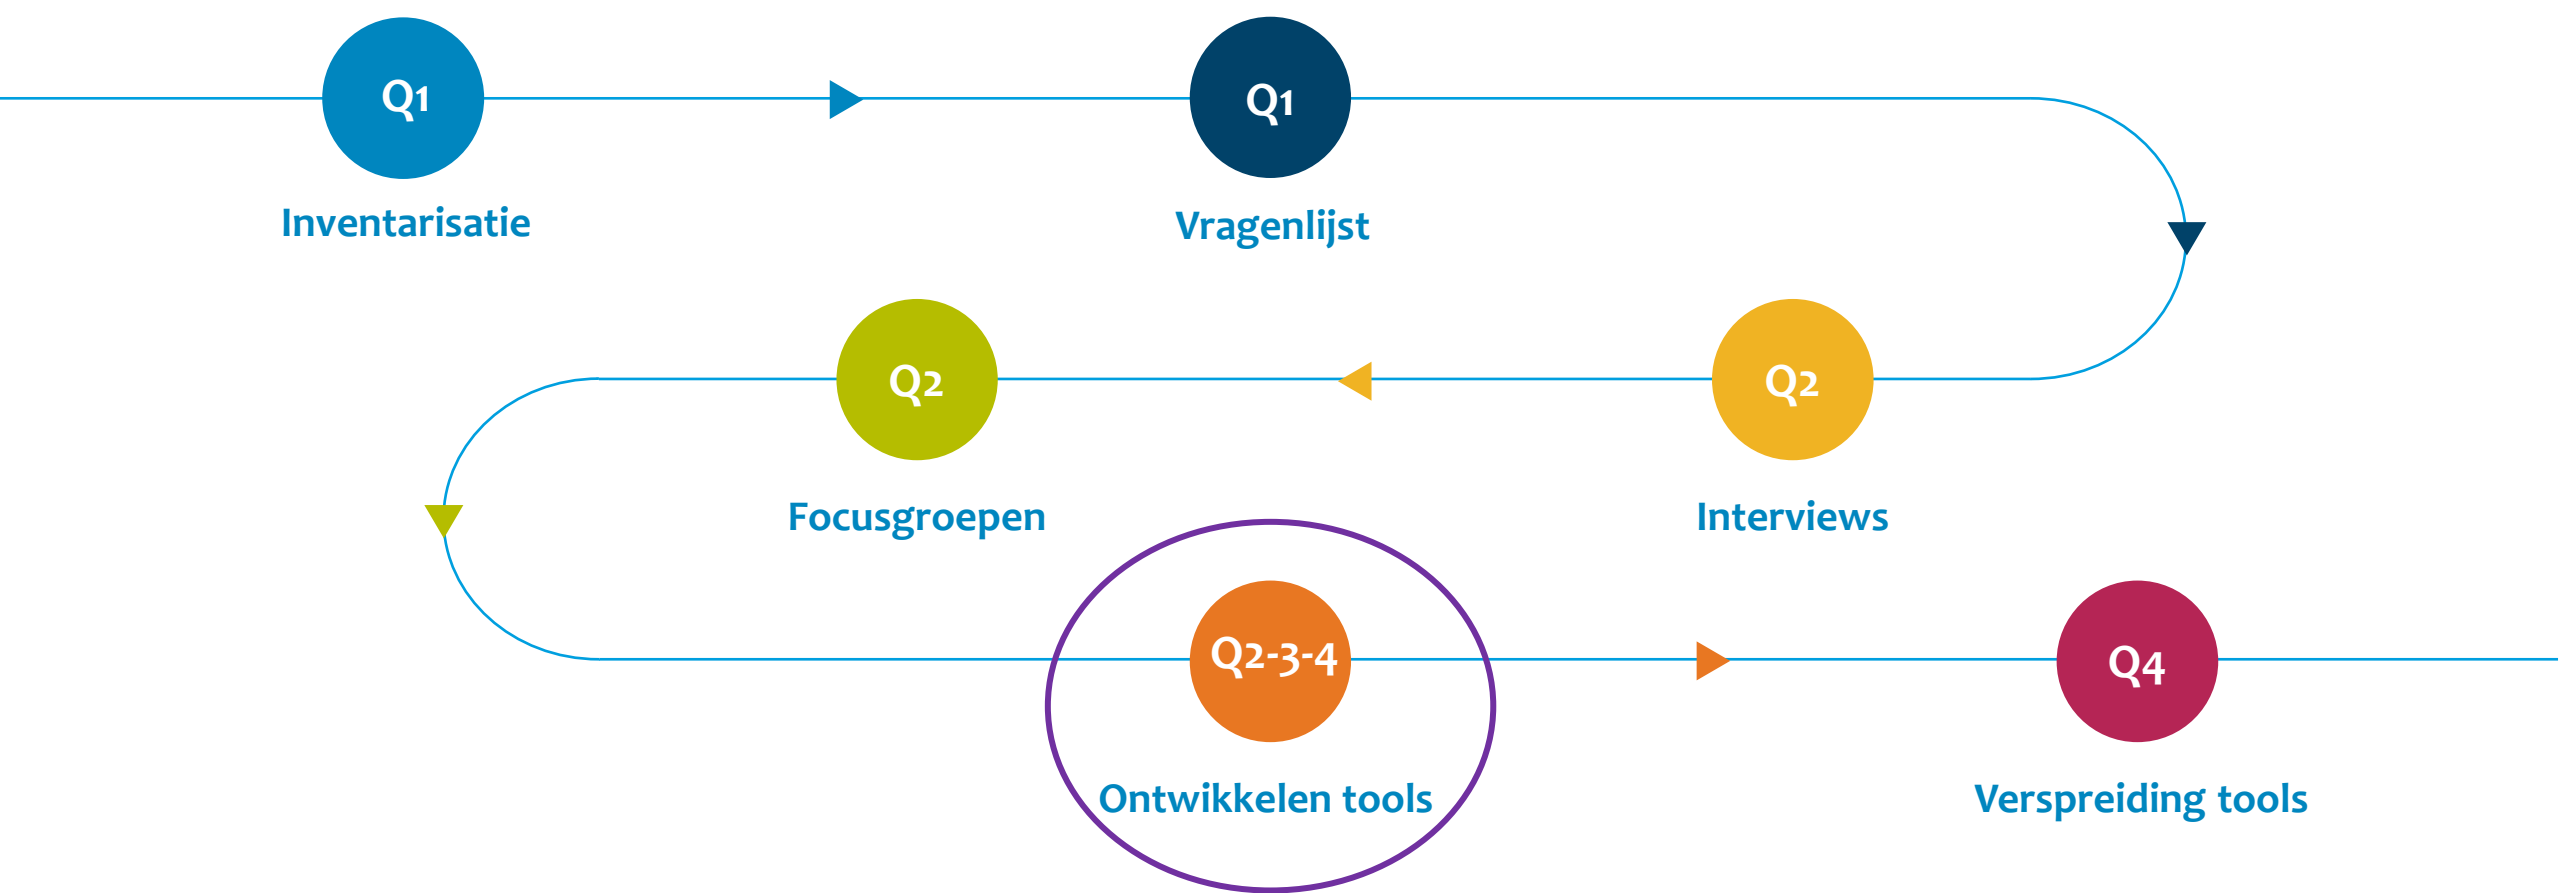 Q1
Inventarisatie
Q1
Vragenlijst
Q2
Interviews
Q2
Focusgroepen
Q2-3-4
Ontwikkelen tools
Q4
Verspreiding tools